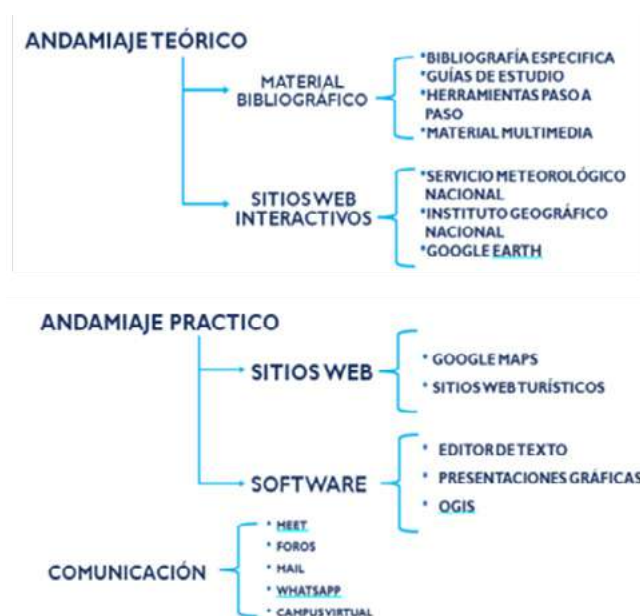 ANDAMIAJE TEÓRICO
MATERIAL
BIBLIOGRÁFICO
*BIBLIOGRAFÍA ESPECIFICA
*GUÍAS DE ESTUDIO
*HERRAMIENTAS PASO A
PASO
*MATERIAL MULTIMEDIA
SITIOS WEB
INTERACTIVOS
*SERVICIO METEOROLÓGICO
NACIONAL
*INSTITUTO GEOGRÁFICO
NACIONAL
*GOOGLE EARTH
ANDAMIAJE PRACTICO
SITIOS WEB
* GOOGLE MAPS
* SITIOS WEB TURÍSTICOS
SOFTWARE
* EDITOR DE TEXTO
* PRESENTACIONES GRÁFICAS
* QGIS
COMUNICACIÓN
* MEET
* FOROS
* MAIL
* WHATSAPP
* CAMPUS VIRTUAL